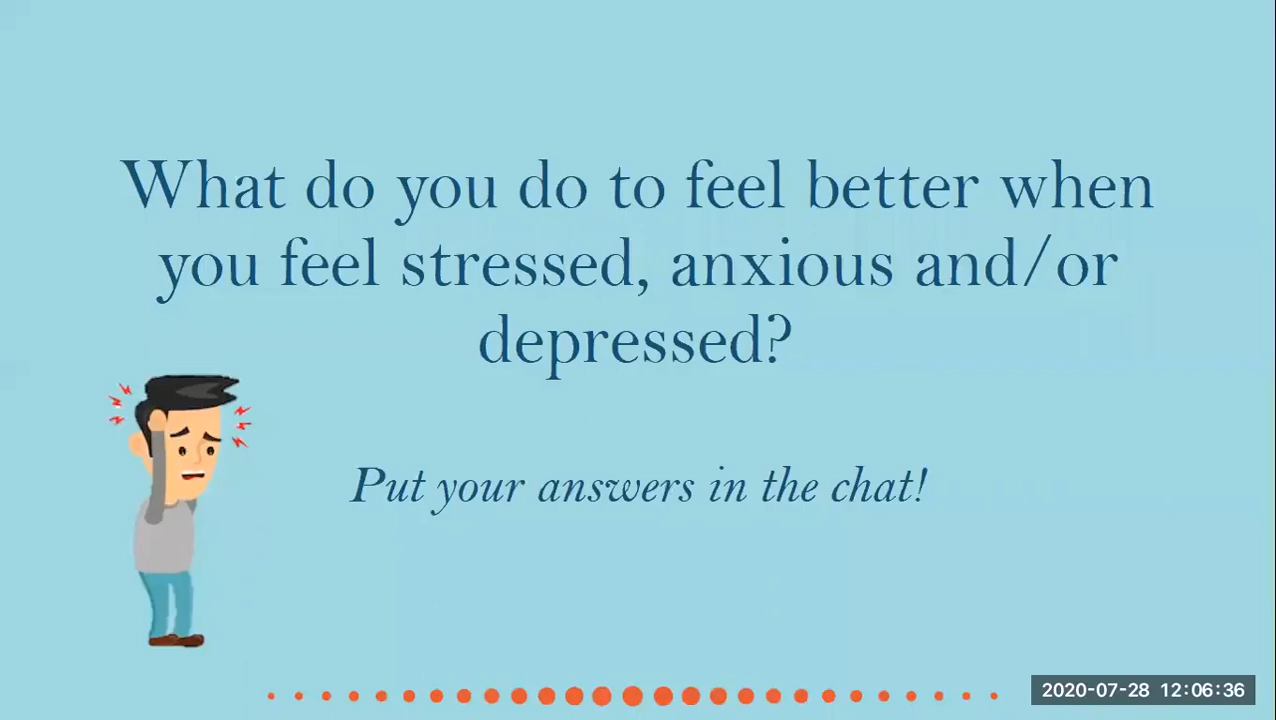 What do you do to feel better when
you feel stressed, anxious and/or
depressed?
Put your answers in the chat!
2020-07-28 12:06:36